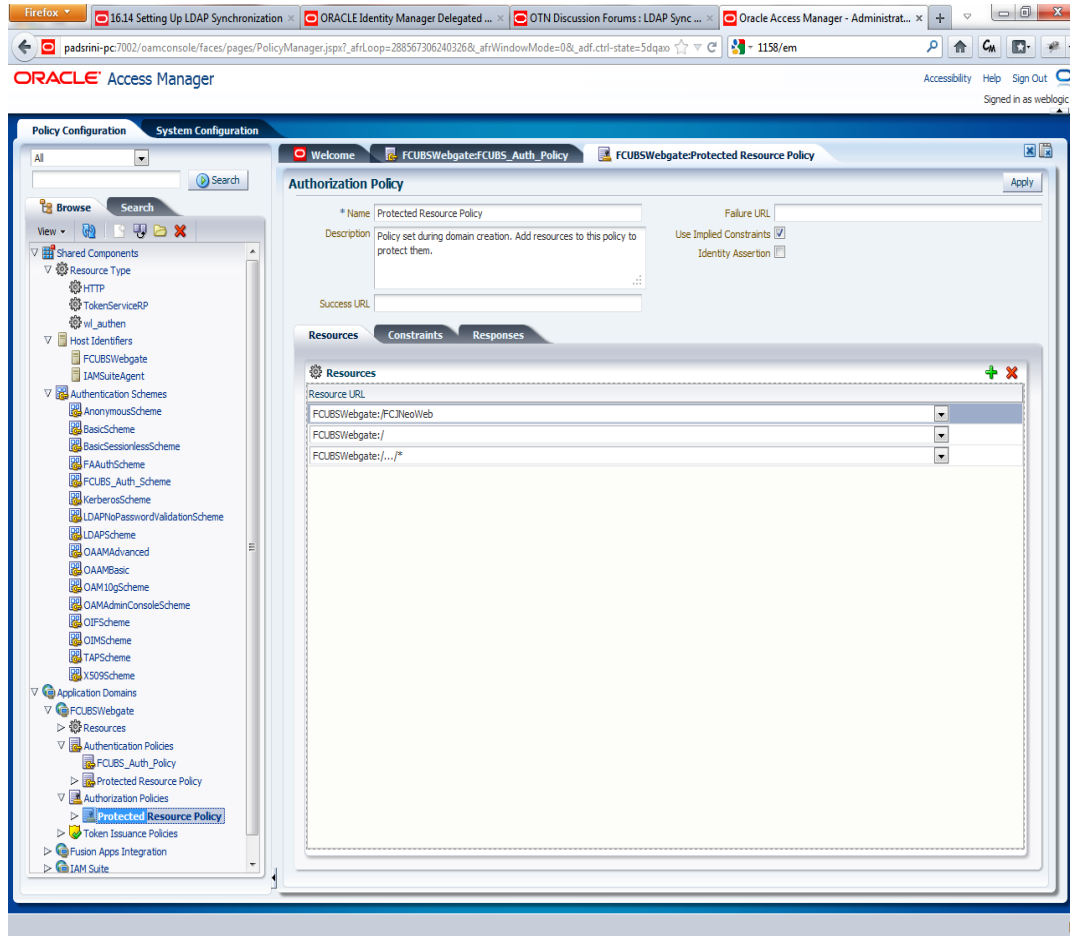 Firefox
16.14 Setting Up LDAP Synchronization ×
ORACLE Identity Manager Delegated ... ×
OTN Discussion Forums : LDAP Sync ... ×
Oracle Access Manager - Administrat... ×
padsrini-pc:7002/oamconsole/faces/pages/PolicyManager.jspx?_afrLoop=288567306240326&_afrWindowMode=0&_adf.ctrl-state=5dqax
1158/em
ORACLE Access Manager
Accessibility Help Sign Out
Signed in as weblogic
Policy Configuration System Configuration
All
Search
Browse Search
View
Shared Components
Resource Type
HTTP
TokenServiceRP
wl_authen
Host Identifiers
FCUBSWebgate
IAMSuiteAgent
Authentication Schemes
AnonymousScheme
BasicScheme
BasicSessionlessScheme
FAAuthScheme
FCUBS_Auth_Scheme
KerberosScheme
LDAPNoPasswordValidationScheme
LDAPScheme
OAAMAdvanced
OAAMBasic
OAM10gScheme
OAMAdminConsoleScheme
OIFScheme
OIMScheme
TAPScheme
X509Scheme
Application Domains
FCUBSWebgate
Resources
Authentication Policies
FCUBS_Auth_Policy
Protected Resource Policy
Authorization Policies
Protected Resource Policy
Token Issuance Policies
Fusion Apps Integration
IAM Suite
Welcome FCUBSWebgate:FCUBS_Auth_Policy FCUBSWebgate:Protected Resource Policy
Authorization Policy
Apply
* Name Protected Resource Policy
Description Policy set during domain creation. Add resources to this policy to
protect them.
Success URL
Failure URL
Use Implied Constraints
Identity Assertion
Resources Constraints Responses
Resources
Resource URL
FCUBSWebgate:/FCJNeoWeb
FCUBSWebgate:/
FCUBSWebgate:/.../*